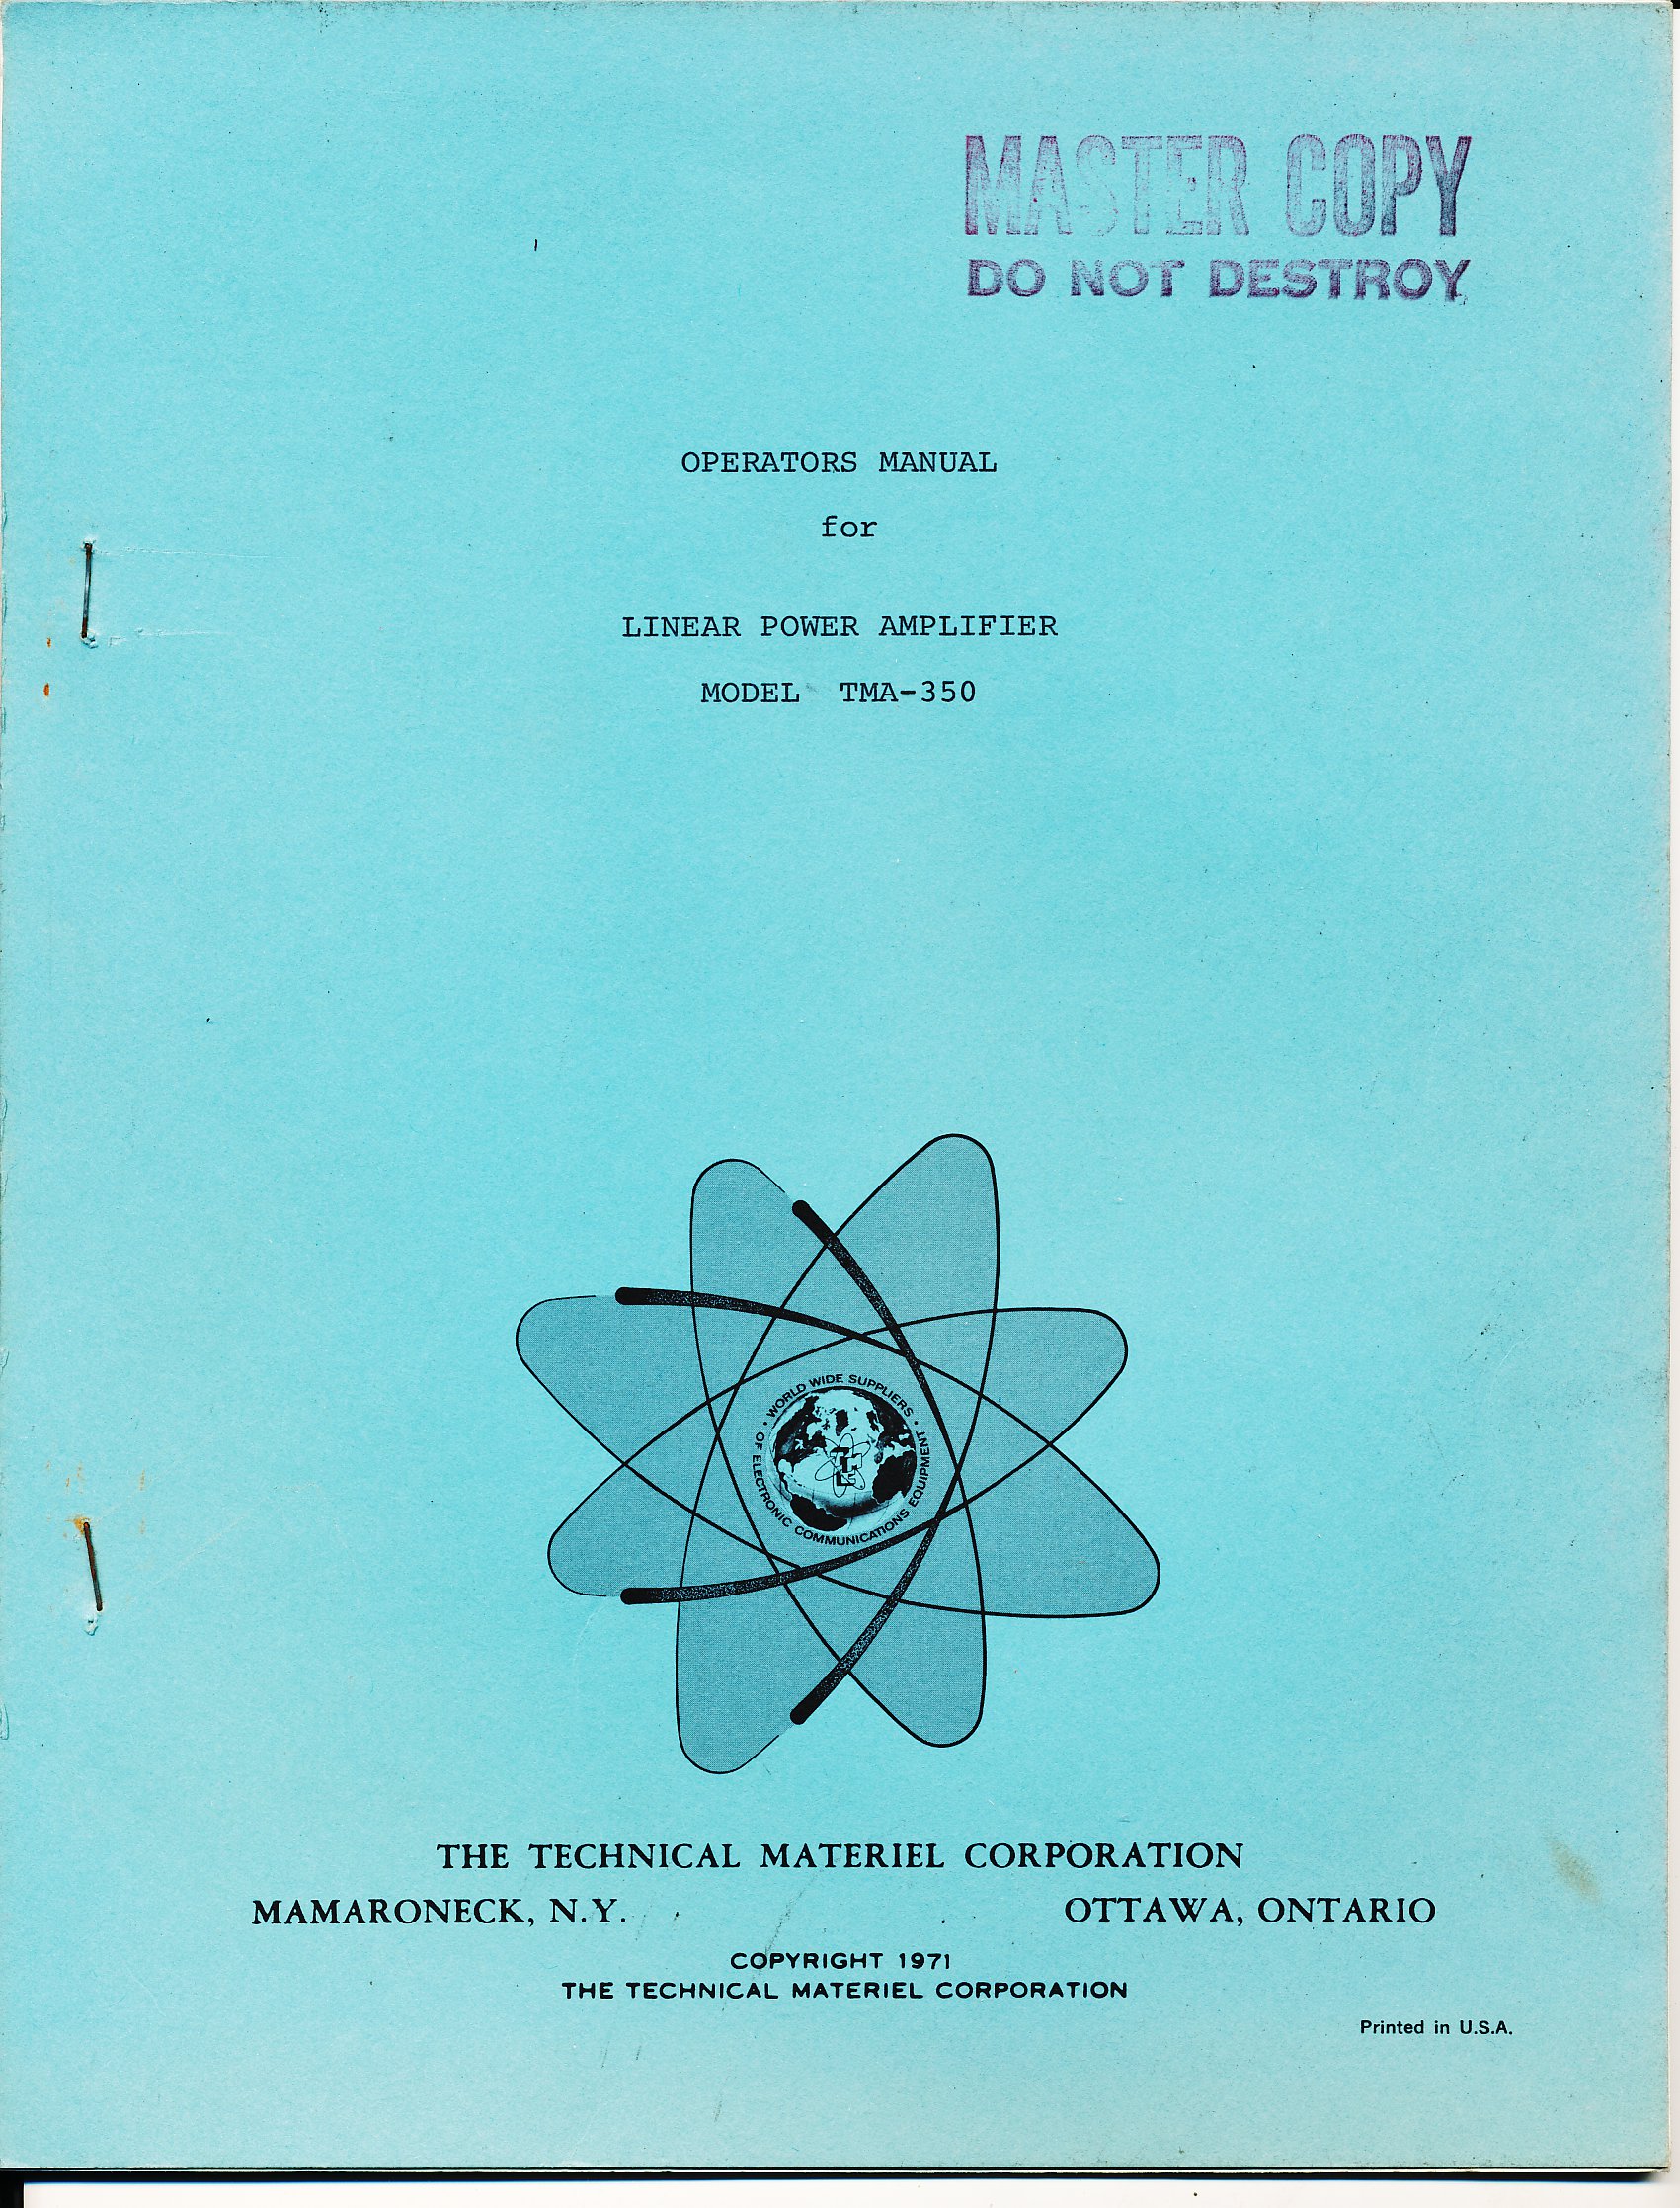 MASTER COPY
DO NOT DESTROY
OPERATORS MANUAL
for
LINEAR POWER AMPLIFIER
MODEL TMA-350
• WORLD WIDE SUPPLIERS •
OF ELECTRONIC COMMUNICATIONS EQUIPMENT
TMC
THE TECHNICAL MATERIEL CORPORATION
MAMARONECK, N.Y. OTTAWA, ONTARIO
COPYRIGHT 1971
THE TECHNICAL MATERIEL CORPORATION
Printed in U.S.A.